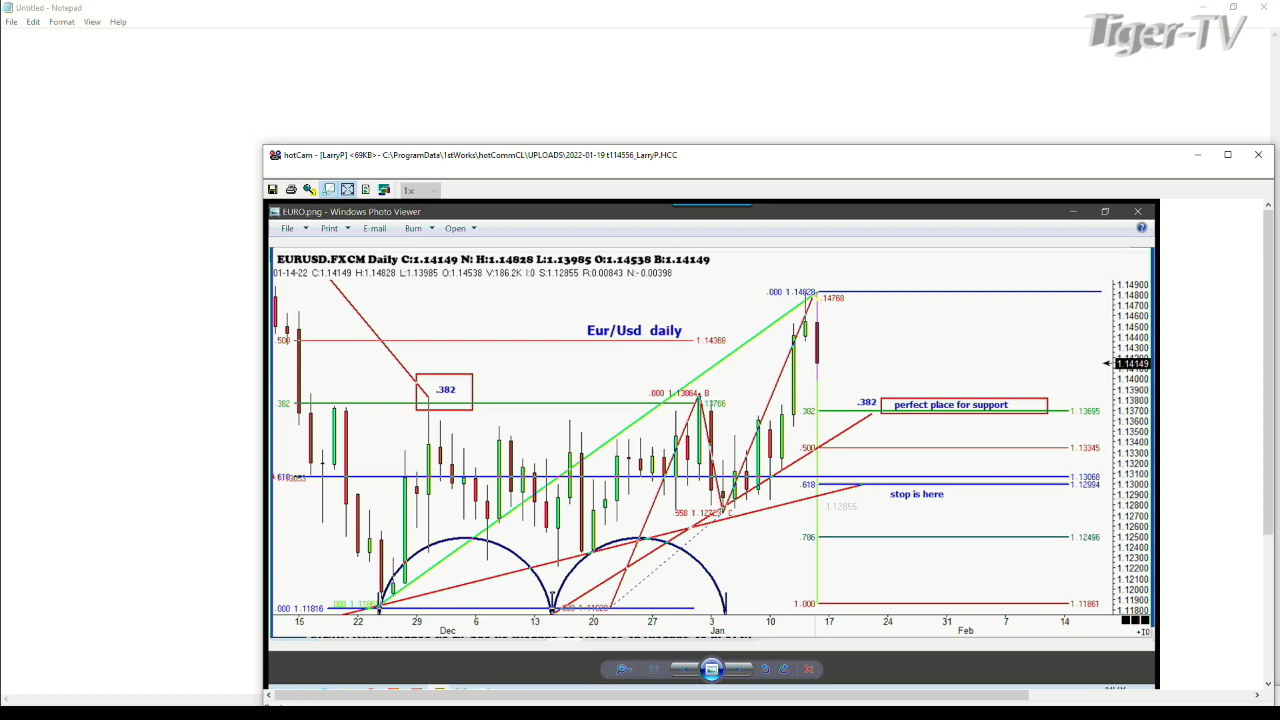 Untitled - Notepad
File Edit Format View Help
Tiger-TV
hotCam - [LarryP] <69KB> - C:\ProgramData\1stWorks\hotCommCL\UPLOADS\2022-01-19 t114556_LarryP.HCC
1x
EURO.png - Windows Photo Viewer
File Print E-mail Burn Open
EURUSD.FXCM Daily C:1.14149 N: H:1.14828 L:1.13985 O:1.14538 B:1.14149
01-14-22 C:1.14149 H:1.14828 L:1.13985 O:1.14538 V:186.2K I:0 S:1.12855 R:0.00843 N:-0.00398
.000 1.14828
1.14768
Eur/Usd daily
.500 1.14368
.382
.000 1.13864 B
.382 1.13766
.382 perfect place for support
.382 1.13695
.500 1.13345
.618 1.13068
.618 1.12994
stop is here
1.12855
C
.786 1.12496
1.000 1.11861
.000 1.11816
1.14900
1.14800
1.14700
1.14600
1.14500
1.14400
1.14300
1.14149
1.14000
1.13900
1.13800
1.13700
1.13600
1.13500
1.13400
1.13300
1.13200
1.13100
1.13000
1.12900
1.12800
1.12700
1.12600
1.12500
1.12400
1.12300
1.12200
1.12100
1.12000
1.11900
1.11800
15 22 29 6 13 20 3 10 17 24 31 7 14
Dec Jan Feb
+10